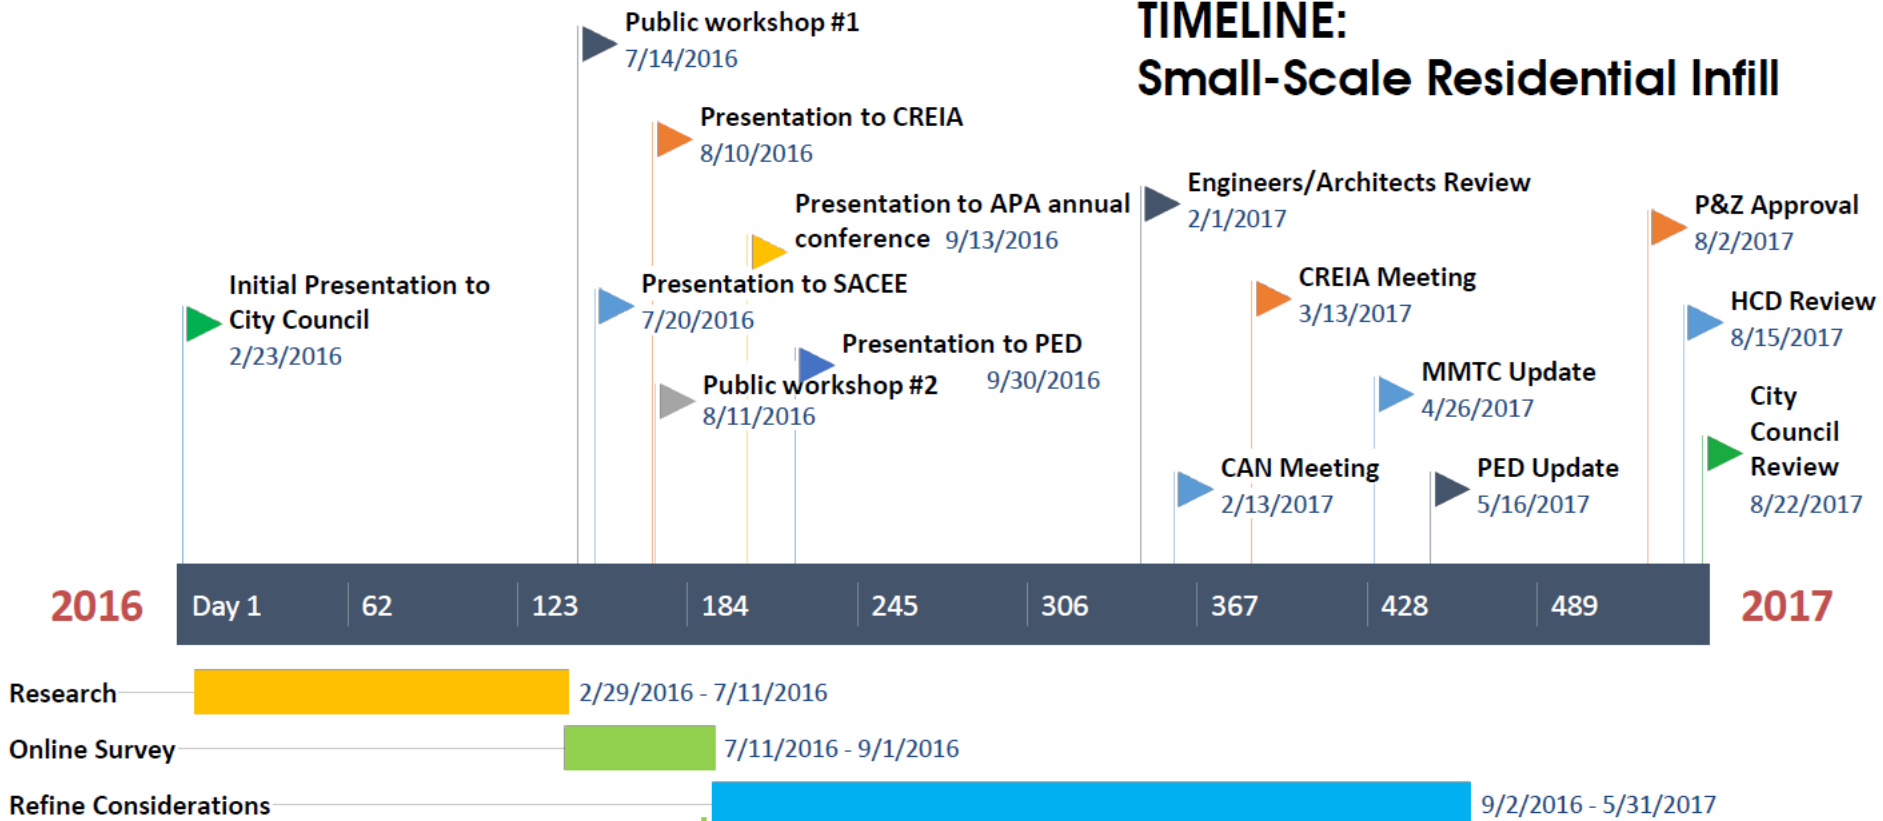 TIMELINE:
Small-Scale Residential Infill
Public workshop #1
7/14/2016
Presentation to CREIA
8/10/2016
Presentation to APA annual
conference 9/13/2016
Initial Presentation to
City Council
2/23/2016
Presentation to SACEE
7/20/2016
Presentation to PED
9/30/2016
Public workshop #2
8/11/2016
Engineers/Architects Review
2/1/2017
CREIA Meeting
3/13/2017
MMTC Update
4/26/2017
CAN Meeting
2/13/2017
PED Update
5/16/2017
P&Z Approval
8/2/2017
HCD Review
8/15/2017
City
Council
Review
8/22/2017
2016 Day 1 62 123 184 245 306 367 428 489 2017
Research 2/29/2016 - 7/11/2016
Online Survey 7/11/2016 - 9/1/2016
Refine Considerations 9/2/2016 - 5/31/2017